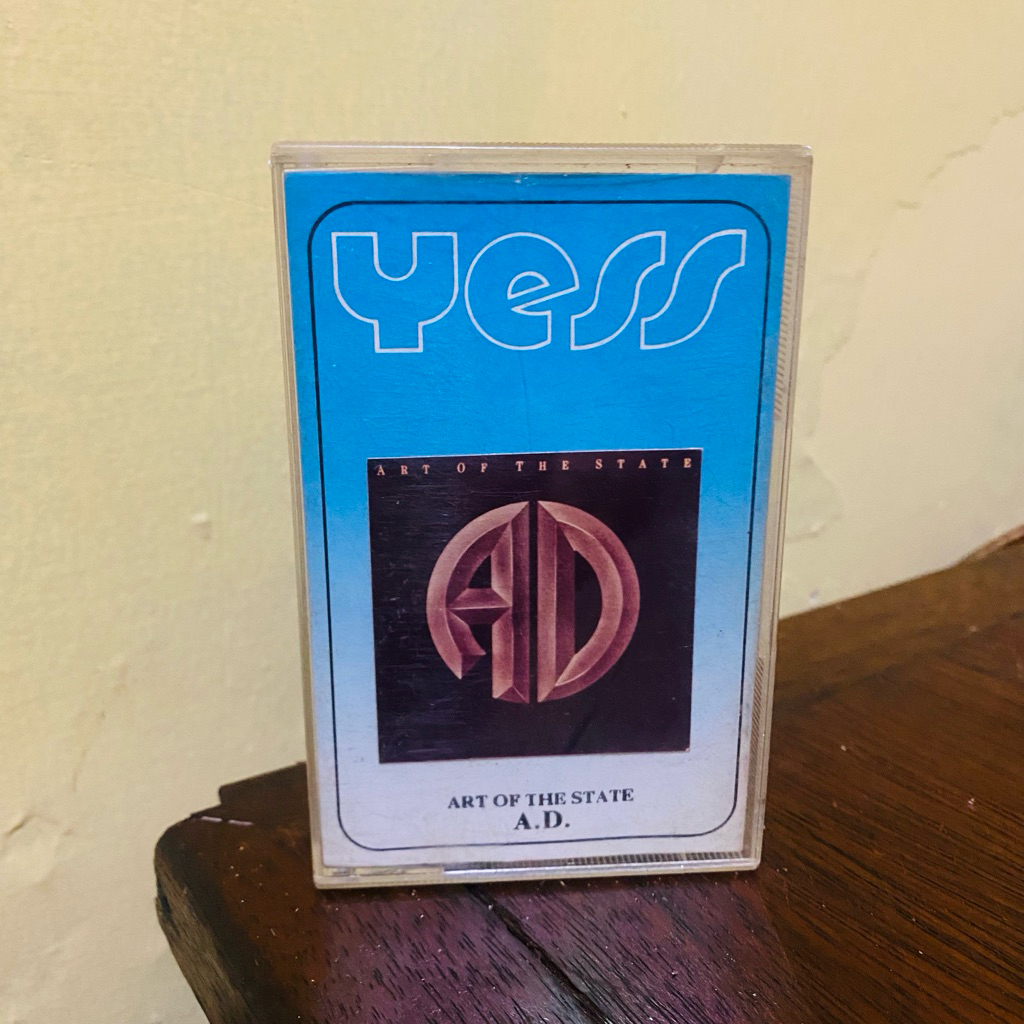 Yess
ART OF THE STATE
AD
ART OF THE STATE
A.D.